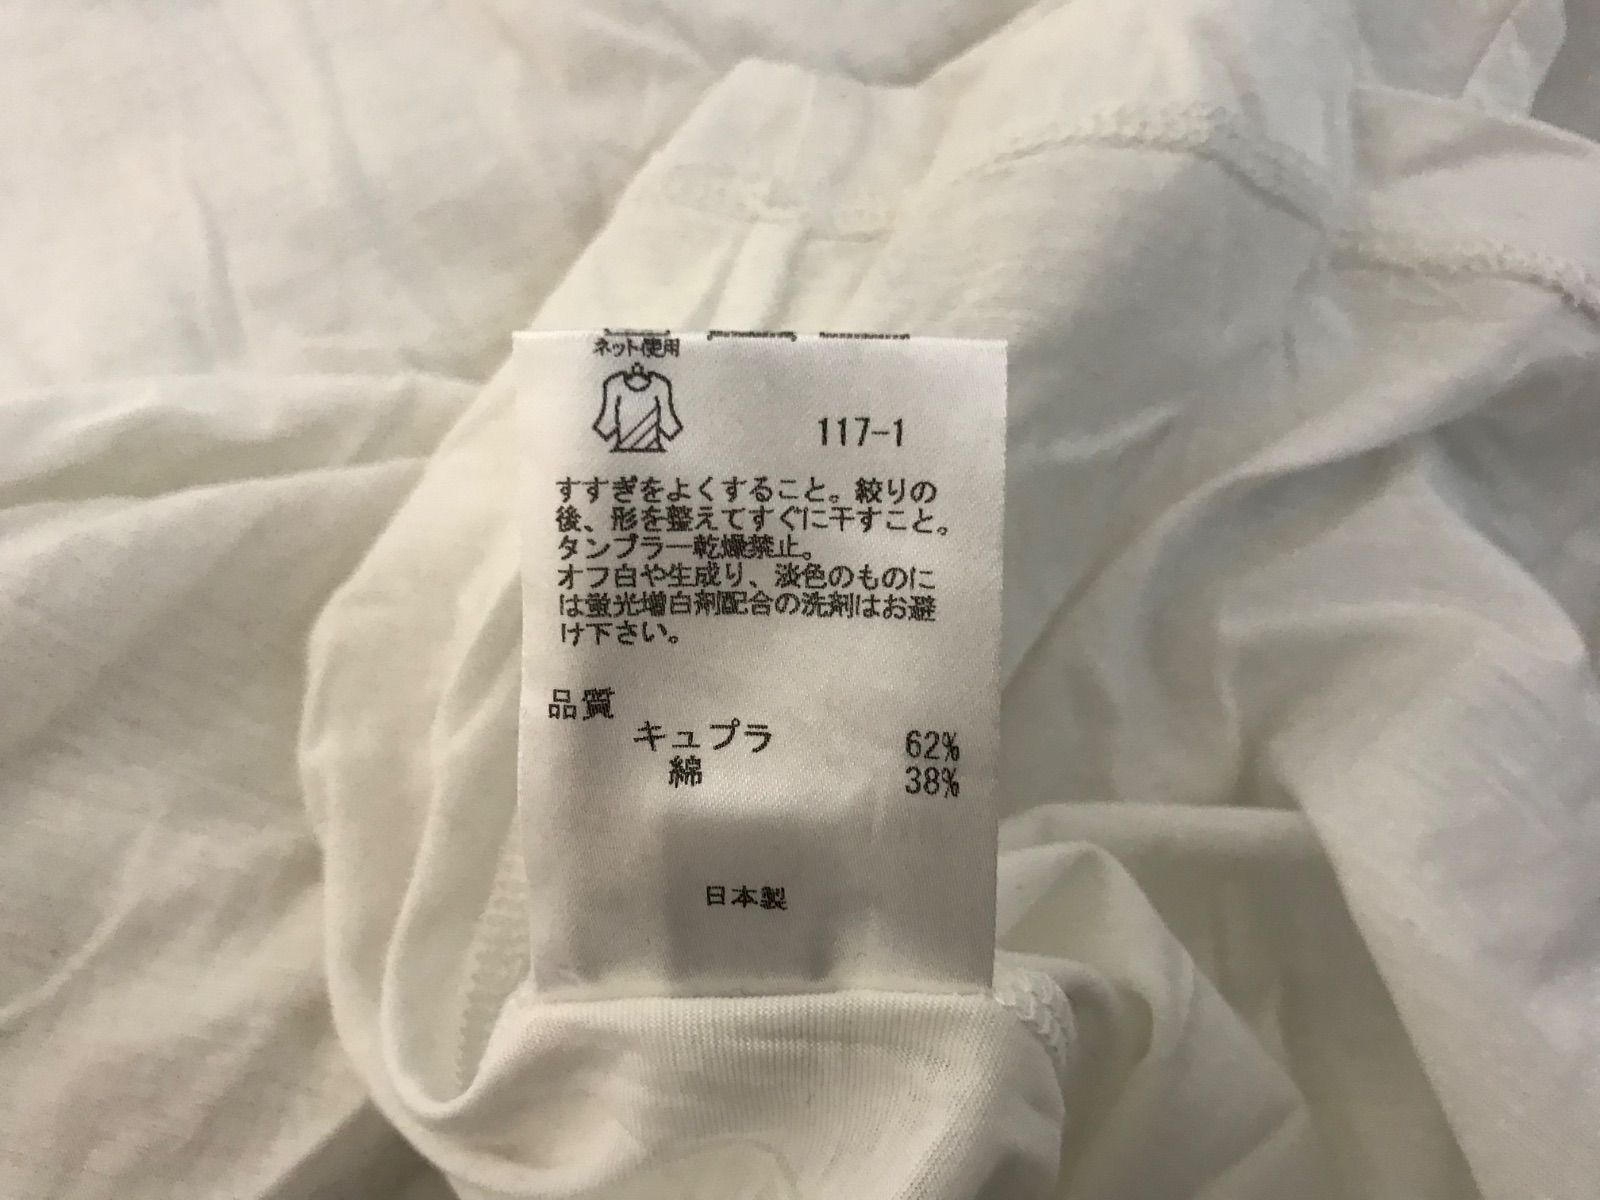 ネット使用
117-1
すすぎをよくすること。絞りの
後、形を整えてすぐに干すこと。
タンブラー乾燥禁止。
オフ白や生成り、淡色のものに
は蛍光増白剤配合の洗剤はお避
け下さい。
品質
キュプラ 62%
綿 38%
日本製